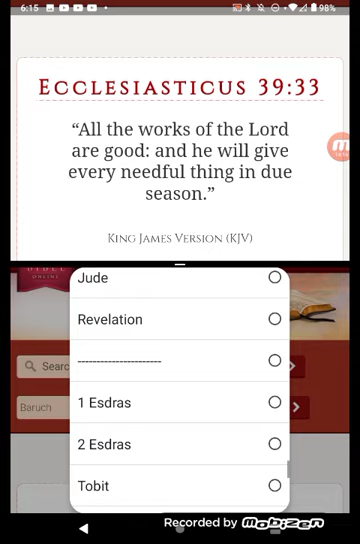 6:15
98%
Ecclesiasticus 39:33
“All the works of the Lord
are good: and he will give
every needful thing in due
season.”
King James Version (KJV)
Jude
BIBEL
ONLINE
Revelation
----------------------
Searc
1 Esdras
Baruch
2 Esdras
Tobit
Recorded by mobizen